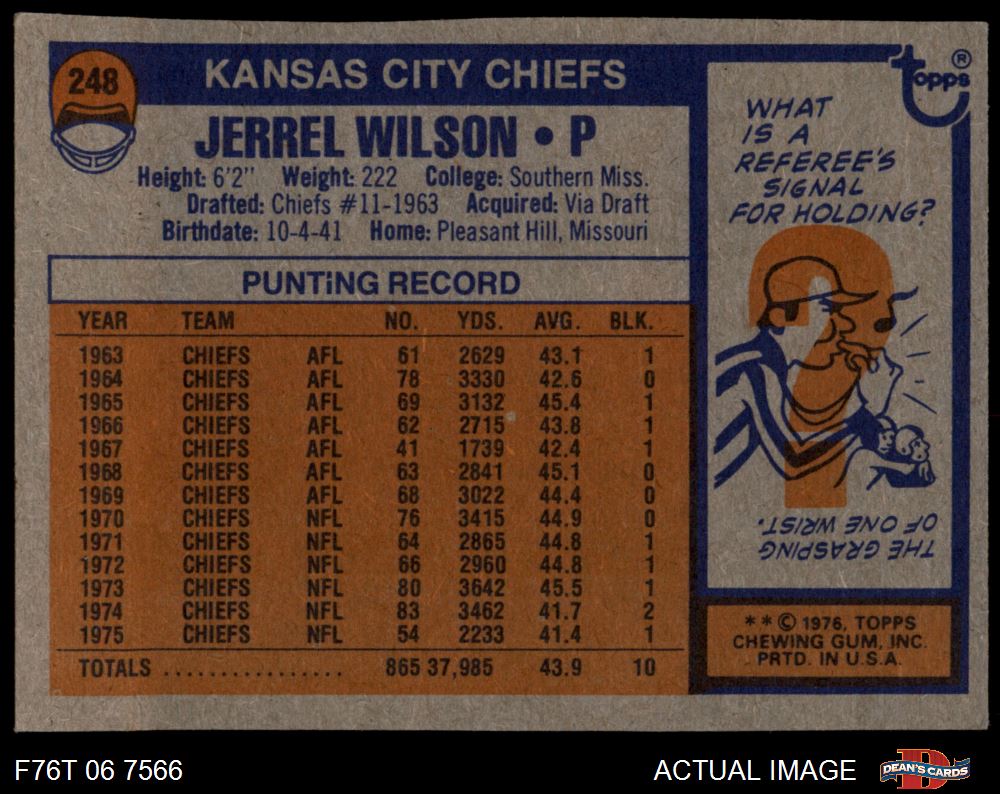 248
KANSAS CITY CHIEFS
JERREL WILSON • P
Height: 6'2" Weight: 222 College: Southern Miss.
Drafted: Chiefs #11-1963 Acquired: Via Draft
Birthdate: 10-4-41 Home: Pleasant Hill, Missouri
PUNTiNG RECORD
YEAR TEAM NO. YDS. AVG. BLK.
1963 CHIEFS AFL 61 2629 43.1 1
1964 CHIEFS AFL 78 3330 42.6 0
1965 CHIEFS AFL 69 3132 45.4 1
1966 CHIEFS AFL 62 2715 43.8 1
1967 CHIEFS AFL 41 1739 42.4 1
1968 CHIEFS AFL 63 2841 45.1 0
1969 CHIEFS AFL 68 3022 44.4 0
1970 CHIEFS NFL 76 3415 44.9 0
1971 CHIEFS NFL 64 2865 44.8 1
1972 CHIEFS NFL 66 2960 44.8 1
1973 CHIEFS NFL 80 3642 45.5 1
1974 CHIEFS NFL 83 3462 41.7 2
1975 CHIEFS NFL 54 2233 41.4 1
TOTALS ................ 865 37,985 43.9 10
topps ®
WHAT
IS A
REFEREE'S
SIGNAL
FOR HOLDING?
THE GRASPING
OF ONE WRIST.
* * © 1976, TOPPS
CHEWING GUM, INC.
PRTD. IN U.S.A.
F76T 06 7566
ACTUAL IMAGE
DEAN'S CARDS